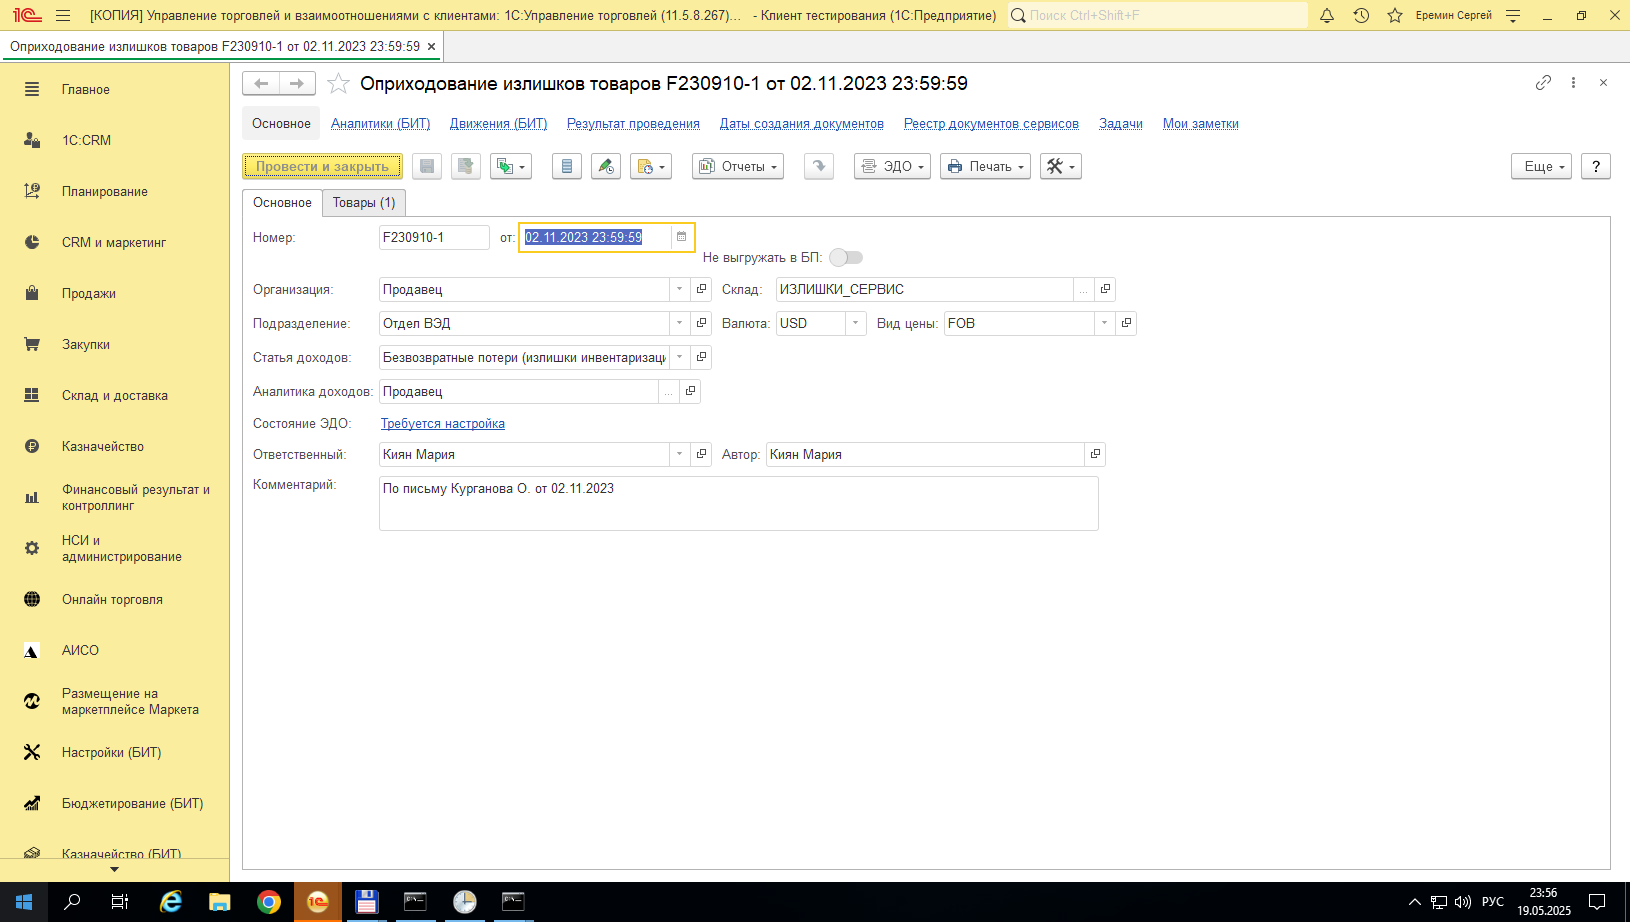 [КОПИЯ] Управление торговлей и взаимоотношениями с клиентами: 1С:Управление торговлей (11.5.8.267)... - Клиент тестирования (1С:Предприятие)
Поиск Ctrl+Shift+F
Еремин Сергей
Оприходование излишков товаров F230910-1 от 02.11.2023 23:59:59
Главное
1С:CRM
Планирование
CRM и маркетинг
Продажи
Закупки
Склад и доставка
Казначейство
Финансовый результат и
контроллинг
НСИ и
администрирование
Онлайн торговля
АИСО
Размещение на
маркетплейсе Маркета
Настройки (БИТ)
Бюджетирование (БИТ)
Казначейство (БИТ)
Оприходование излишков товаров F230910-1 от 02.11.2023 23:59:59
Основное Аналитики (БИТ) Движения (БИТ) Результат проведения Даты создания документов Реестр документов сервисов Задачи Мои заметки
Провести и закрыть Отчеты ЭДО Печать Еще ?
Основное Товары (1)
Номер: F230910-1 от: 02.11.2023 23:59:59
Не выгружать в БП:
Организация: Продавец Склад: ИЗЛИШКИ_СЕРВИС
Подразделение: Отдел ВЭД Валюта: USD Вид цены: FOB
Статья доходов: Безвозвратные потери (излишки инвентаризаци
Аналитика доходов: Продавец
Состояние ЭДО: Требуется настройка
Ответственный: Киян Мария Автор: Киян Мария
Комментарий: По письму Курганова О. от 02.11.2023
РУС
23:56
19.05.2025